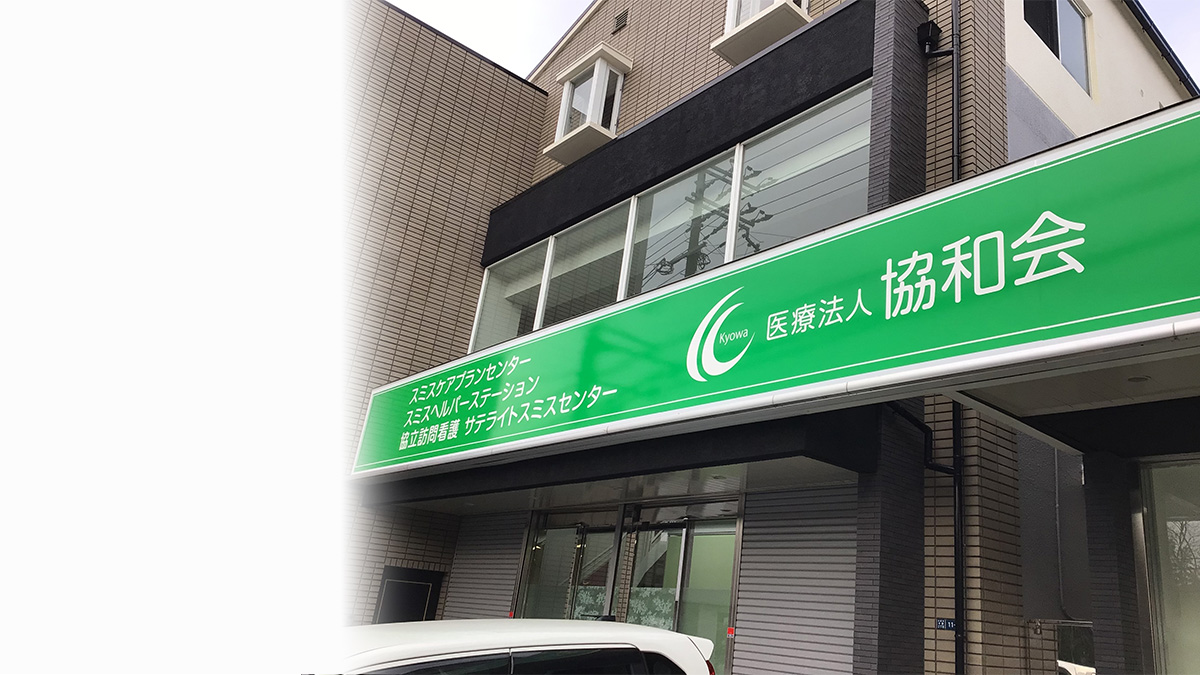 スミスケアプランセンター
スミスヘルパーステーション
協立訪問看護 サテライトスミスセンター
Kyowa
医療法人 協和会
11-